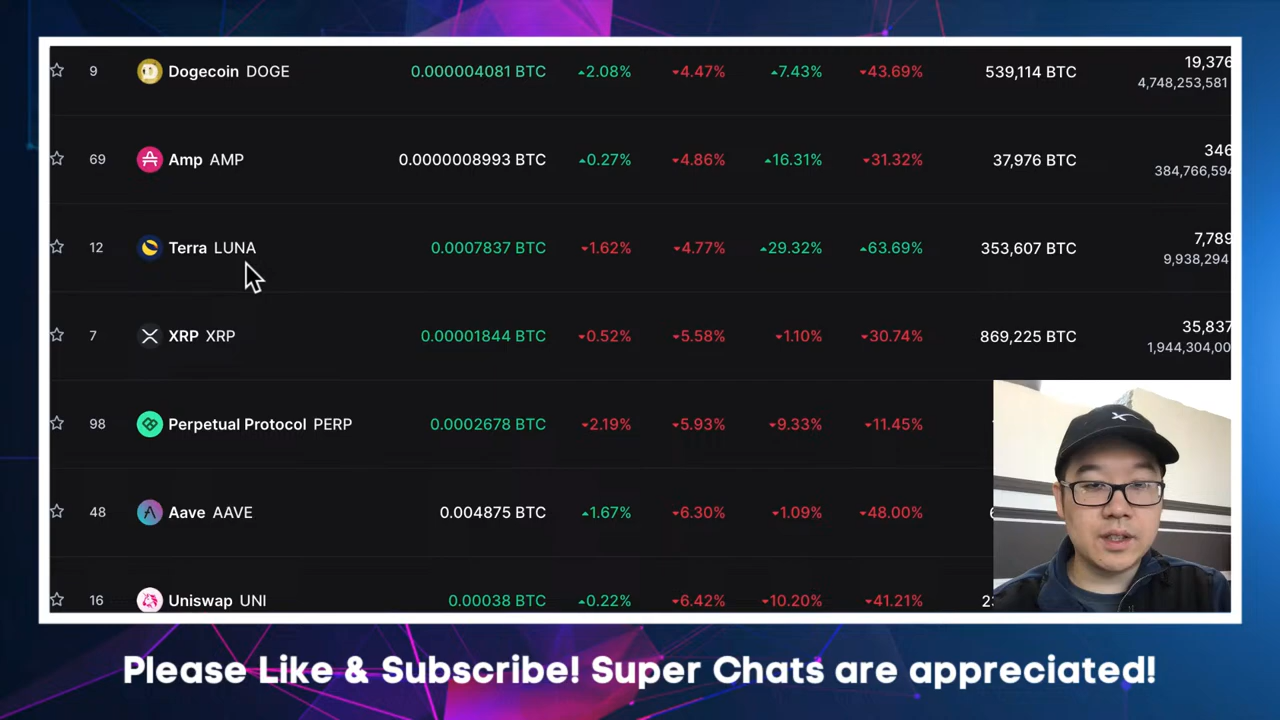 9 Dogecoin DOGE 0.000004081 BTC 2.08% 4.47% 7.43% 43.69% 539,114 BTC 19,376
4,748,253,581
69 Amp AMP 0.0000008993 BTC 0.27% 4.86% 16.31% 31.32% 37,976 BTC 346
384,766,594
12 Terra LUNA 0.0007837 BTC 1.62% 4.77% 29.32% 63.69% 353,607 BTC 7,789
9,938,294
7 XRP XRP 0.00001844 BTC 0.52% 5.58% 1.10% 30.74% 869,225 BTC 35,837
1,944,304,00
98 Perpetual Protocol PERP 0.0002678 BTC 2.19% 5.93% 9.33% 11.45%
48 Aave AAVE 0.004875 BTC 1.67% 6.30% 1.09% 48.00%
16 Uniswap UNI 0.00038 BTC 0.22% 6.42% 10.20% 41.21%
Please Like & Subscribe! Super Chats are appreciated!